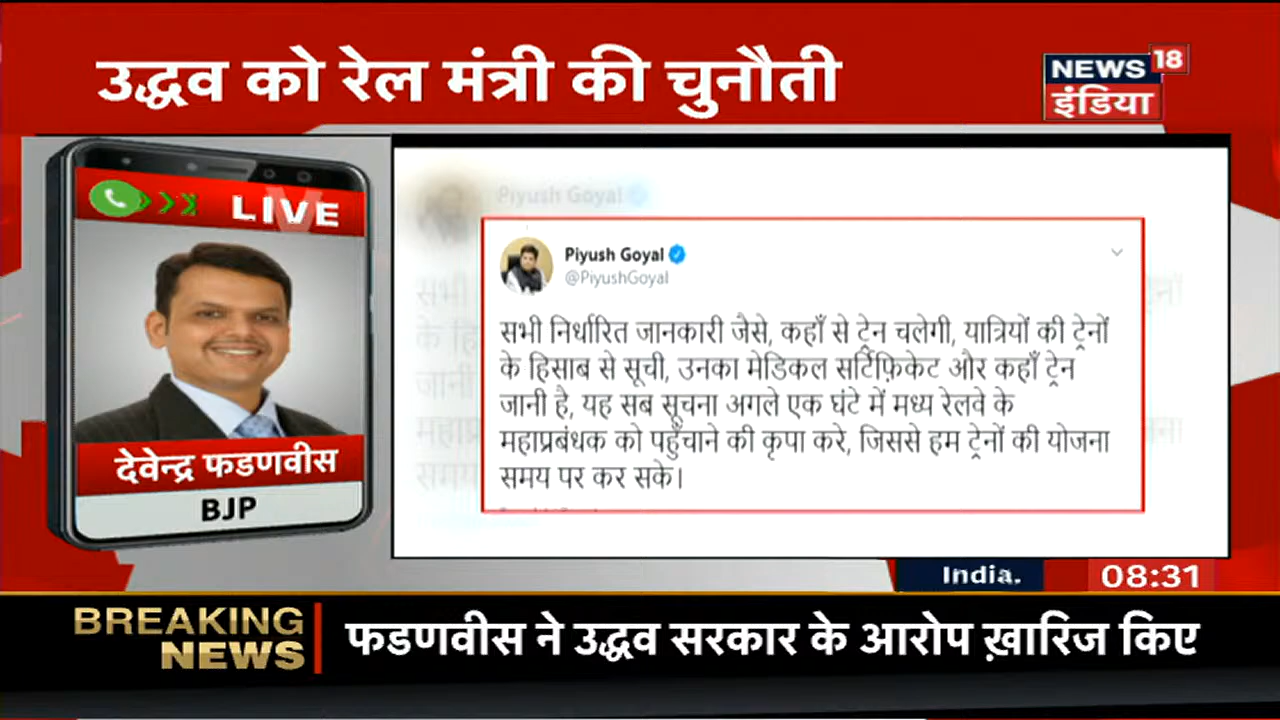 उद्धव को रेल मंत्री की चुनौती
NEWS 18
इंडिया
LIVE
देवेन्द्र फडणवीस
BJP
Piyush Goyal
Piyush Goyal
@PiyushGoyal
सभी निर्धारित जानकारी जैसे, कहाँ से ट्रेन चलेगी, यात्रियों की ट्रेनों
के हिसाब से सूची, उनका मेडिकल सर्टिफ़िकेट और कहाँ ट्रेन
जानी है, यह सब सूचना अगले एक घंटे में मध्य रेलवे के
महाप्रबंधक को पहुँचाने की कृपा करे, जिससे हम ट्रेनों की योजना
समय पर कर सके।
India.
08:31
BREAKING
NEWS
फडणवीस ने उद्धव सरकार के आरोप ख़ारिज किए